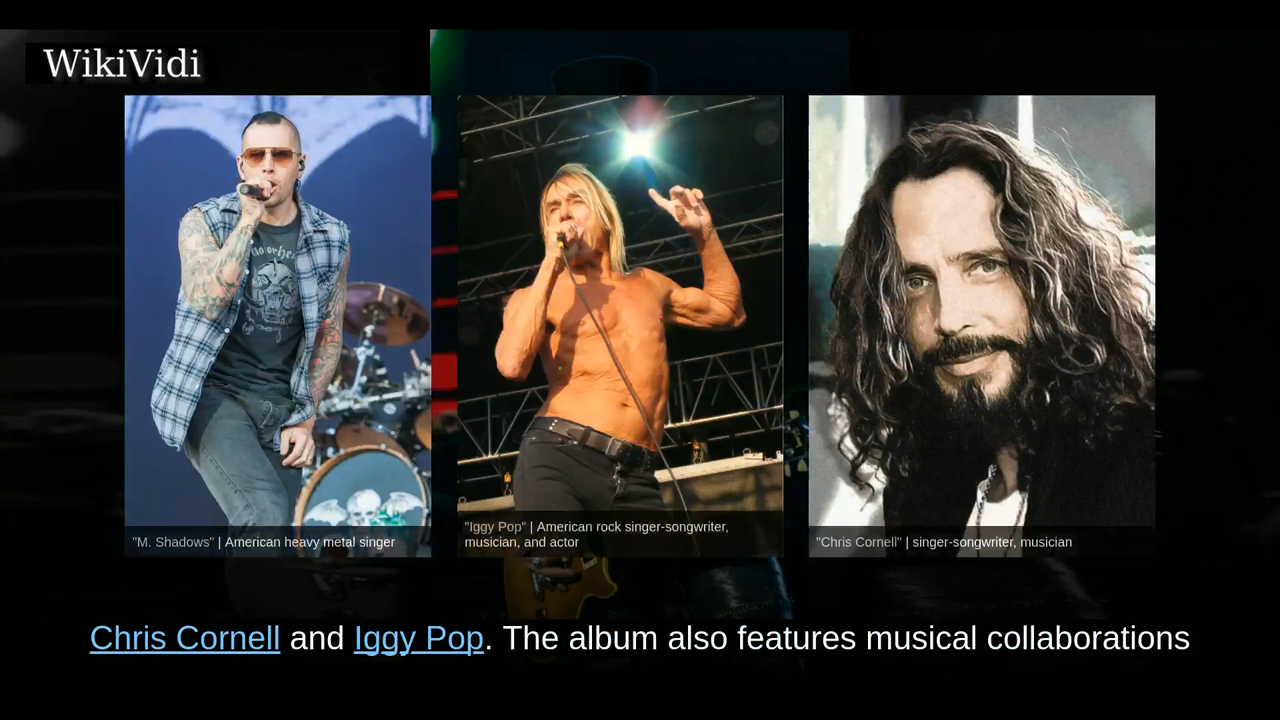 WikiVidi
"M. Shadows" | American heavy metal singer
"Iggy Pop" | American rock singer-songwriter,
musician, and actor
"Chris Cornell" | singer-songwriter, musician
Chris Cornell and Iggy Pop. The album also features musical collaborations